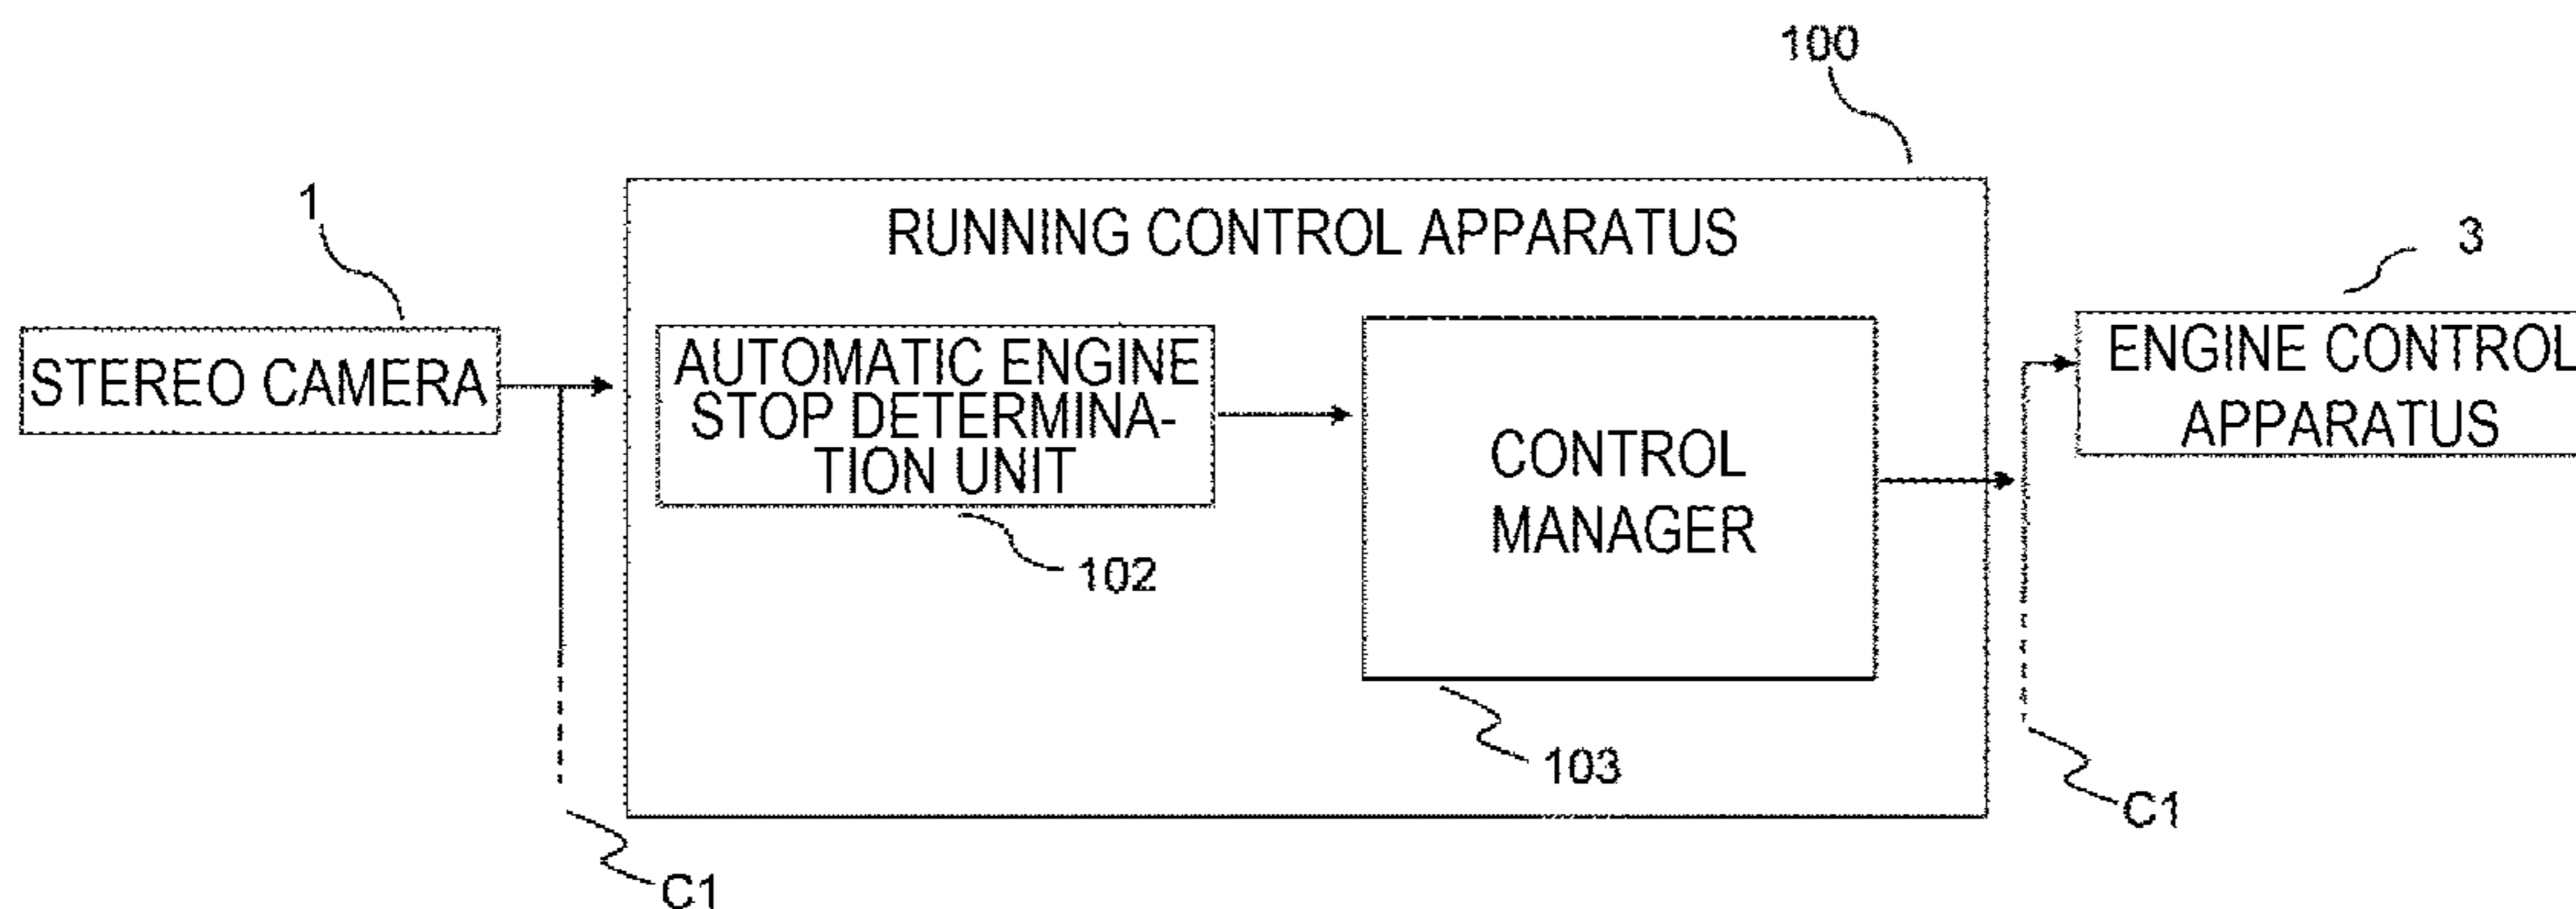 100
1
RUNNING CONTROL APPARATUS
3
STEREO CAMERA
AUTOMATIC ENGINE
STOP DETERMINA-
TION UNIT
102
CONTROL
MANAGER
103
ENGINE CONTROL
APPARATUS
C1
C1